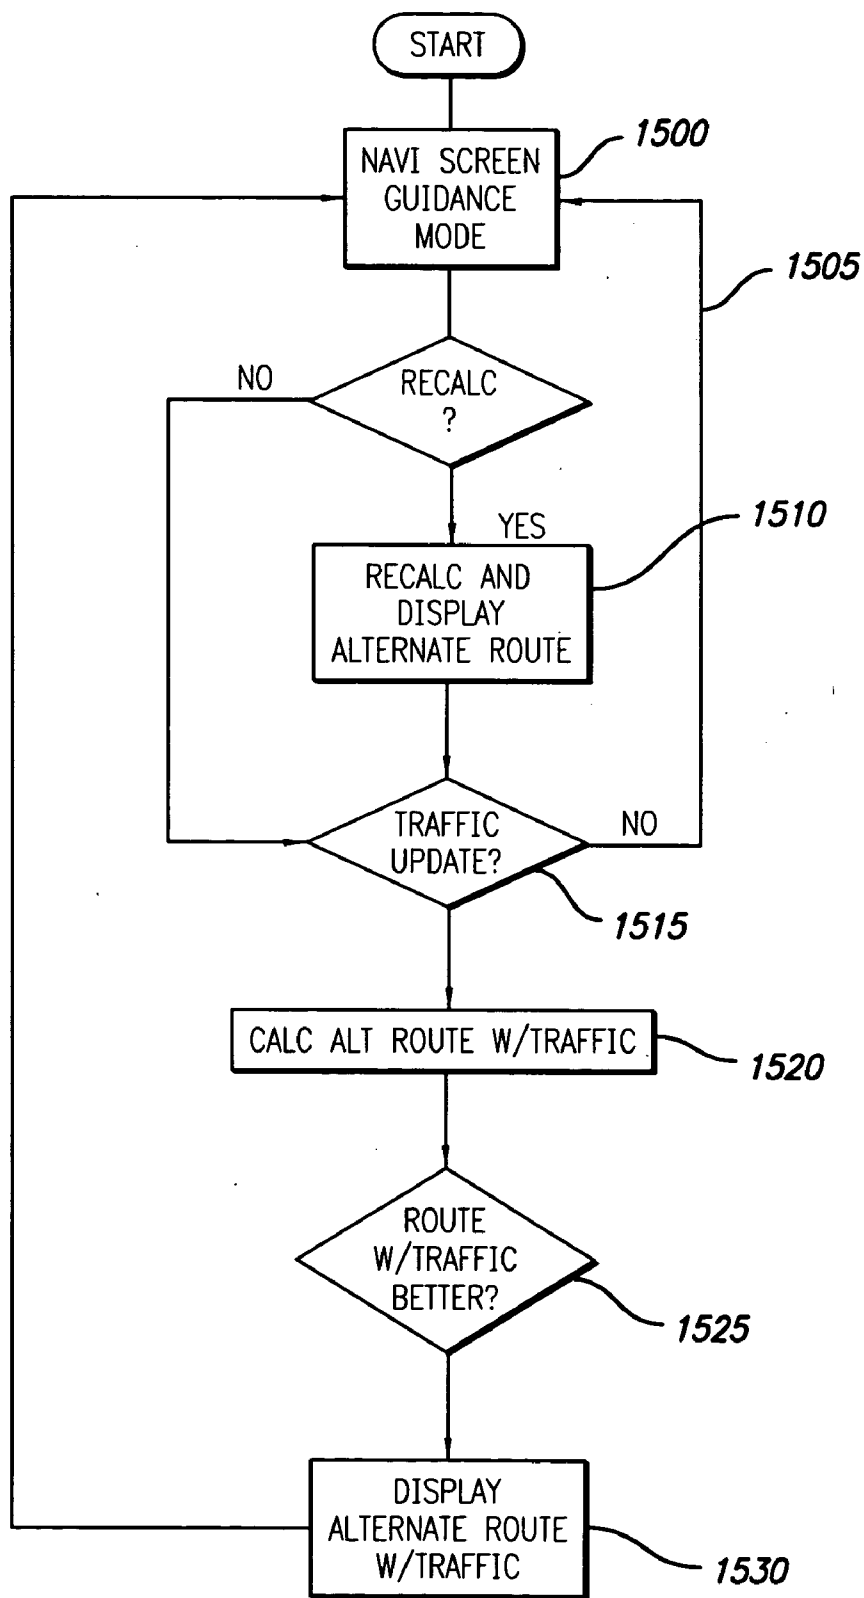 START
1500
NAVI SCREEN
GUIDANCE
MODE
1505
NO
RECALC
?
YES
1510
RECALC AND
DISPLAY
ALTERNATE ROUTE
TRAFFIC
UPDATE?
NO
1515
CALC ALT ROUTE W/TRAFFIC
1520
ROUTE
W/TRAFFIC
BETTER?
1525
DISPLAY
ALTERNATE ROUTE
W/TRAFFIC
1530